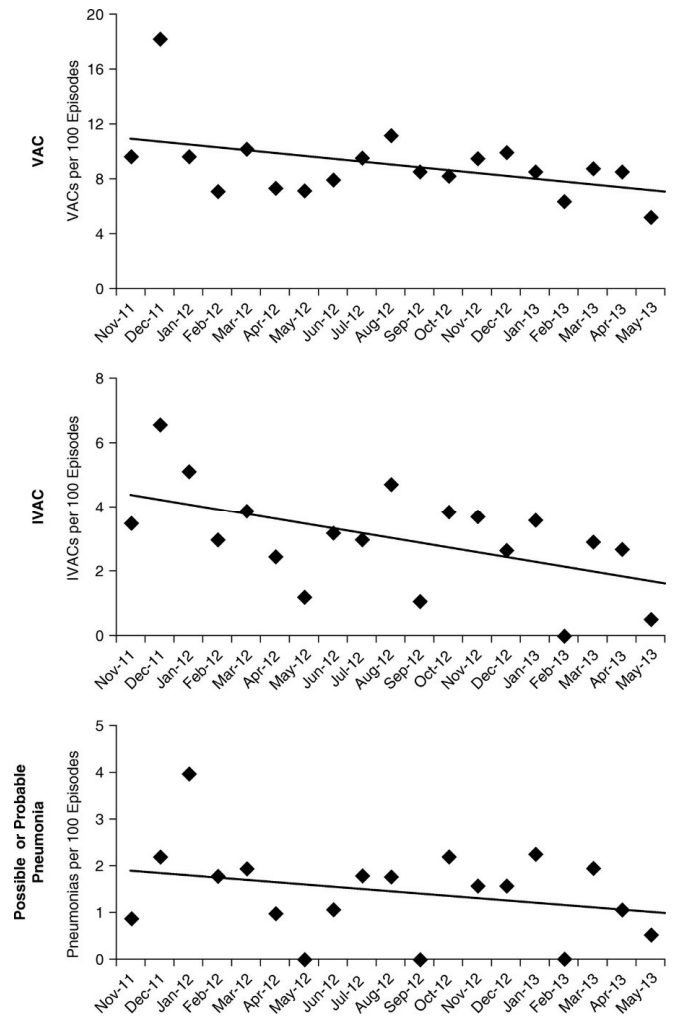 VAC
VACs per 100 Episodes
20
16
12
8
4
0
Nov-11
Dec-11
Jan-12
Feb-12
Mar-12
Apr-12
May-12
Jun-12
Jul-12
Aug-12
Sep-12
Oct-12
Nov-12
Dec-12
Jan-13
Feb-13
Mar-13
Apr-13
May-13
IVAC
IVACs per 100 Episodes
8
6
4
2
0
Nov-11
Dec-11
Jan-12
Feb-12
Mar-12
Apr-12
May-12
Jun-12
Jul-12
Aug-12
Sep-12
Oct-12
Nov-12
Dec-12
Jan-13
Feb-13
Mar-13
Apr-13
May-13
Possible or Probable
Pneumonia
Pneumonias per 100 Episodes
5
4
3
2
1
0
Nov-11
Dec-11
Jan-12
Feb-12
Mar-12
Apr-12
May-12
Jun-12
Jul-12
Aug-12
Sep-12
Oct-12
Nov-12
Dec-12
Jan-13
Feb-13
Mar-13
Apr-13
May-13